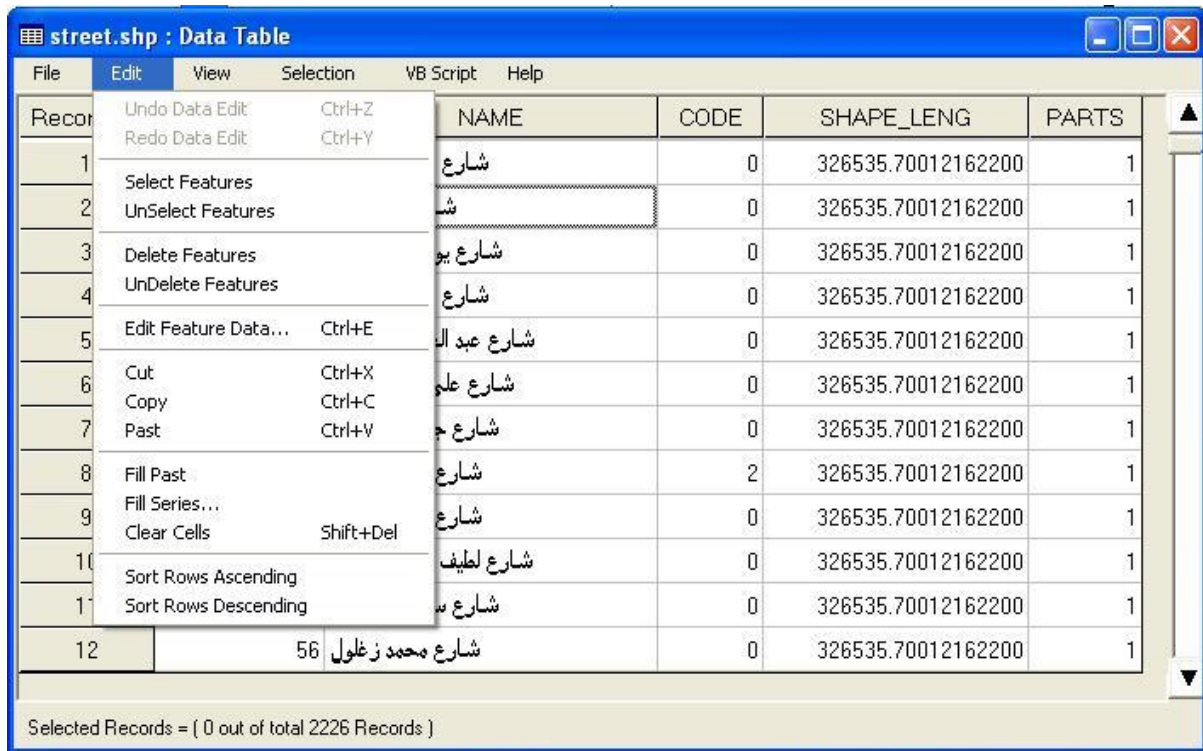 street.shp : Data Table
File Edit View Selection VB Script Help
Recor NAME CODE SHAPE_LENG PARTS
Undo Data Edit Ctrl+Z
Redo Data Edit Ctrl+Y
1 شارع 0 326535.70012162200 1
Select Features
2 0 326535.70012162200 1
UnSelect Features
3 شارع 0 326535.70012162200 1
Delete Features
UnDelete Features
4 شارع 0 326535.70012162200 1
Edit Feature Data... Ctrl+E
5 شارع عبد 0 326535.70012162200 1
Cut Ctrl+X
6 شارع 0 326535.70012162200 1
Copy Ctrl+C
Past Ctrl+V
7 شارع 0 326535.70012162200 1
Fill Past
8 شارع 2 326535.70012162200 1
Fill Series...
9 شارع 0 326535.70012162200 1
Clear Cells Shift+Del
10 شارع لطيف 0 326535.70012162200 1
Sort Rows Ascending
Sort Rows Descending
11 شارع 0 326535.70012162200 1
12 56 شارع محمد زغلول 0 326535.70012162200 1
Selected Records = ( 0 out of total 2226 Records )